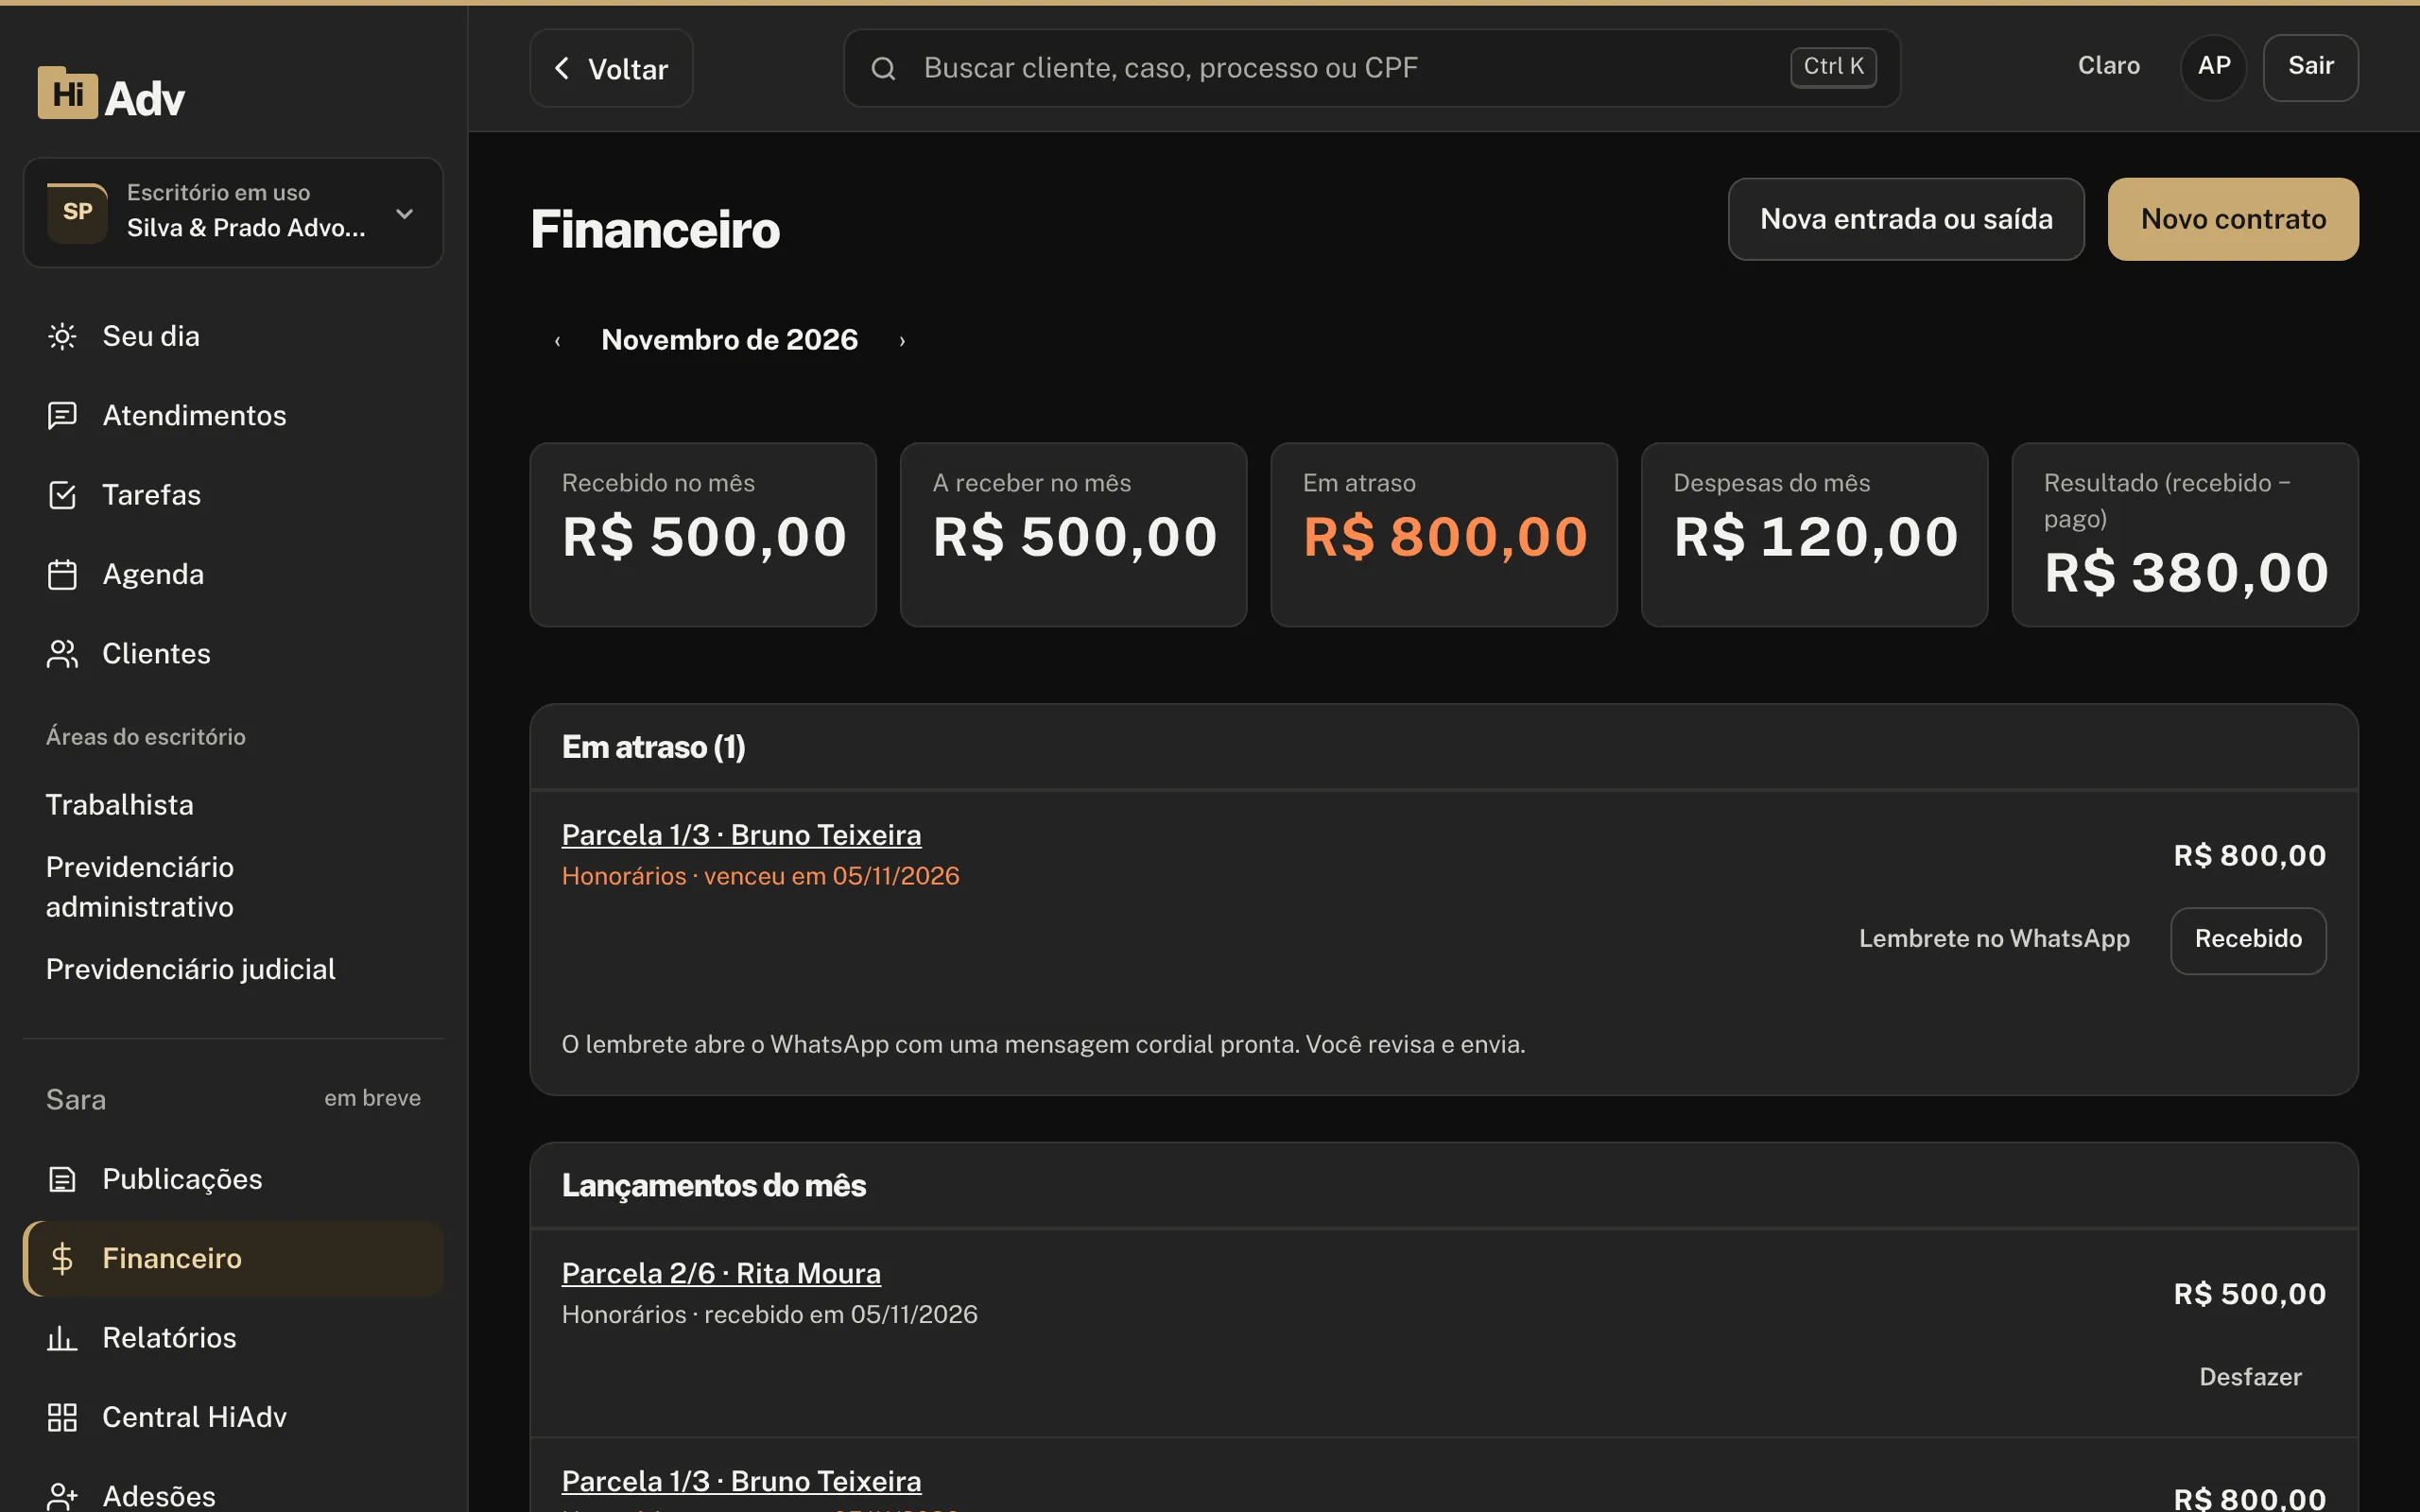 Hi Adv
SP
Escritório em uso
Silva & Prado Advo...
Seu dia
Atendimentos
Tarefas
Agenda
Clientes
Áreas do escritório
Trabalhista
Previdenciário
administrativo
Previdenciário judicial
Sara
em breve
Publicações
Financeiro
Relatórios
Central HiAdv
Adesões
Voltar
Buscar cliente, caso, processo ou CPF
Ctrl K
Claro
AP
Sair
Financeiro
Nova entrada ou saída
Novo contrato
‹ Novembro de 2026 ›
Recebido no mês
R$ 500,00
A receber no mês
R$ 500,00
Em atraso
R$ 800,00
Despesas do mês
R$ 120,00
Resultado (recebido −
pago)
R$ 380,00
Em atraso (1)
Parcela 1/3 · Bruno Teixeira
Honorários · venceu em 05/11/2026
R$ 800,00
Lembrete no WhatsApp
Recebido
O lembrete abre o WhatsApp com uma mensagem cordial pronta. Você revisa e envia.
Lançamentos do mês
Parcela 2/6 · Rita Moura
Honorários · recebido em 05/11/2026
R$ 500,00
Desfazer
Parcela 1/3 · Bruno Teixeira
R$ 800,00